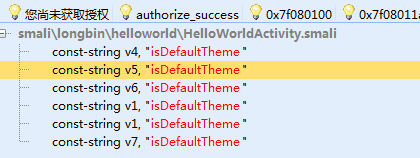 您尚未获取授权 authorize_success 0x7f080100 0x7f08011
smali\longbin\helloworld\HelloWorldActivity.smali
const-string v4, "isDefaultTheme"
const-string v5, "isDefaultTheme"
const-string v6, "isDefaultTheme"
const-string v1, "isDefaultTheme"
const-string v1, "isDefaultTheme"
const-string v7, "isDefaultTheme"